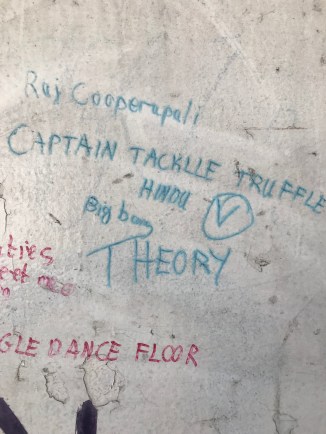 Raj Cooperapali
CAPTAIN TACKLLE TRUFFLE
HINDU
Big bang
THEORY
GLE DANCE FLOOR